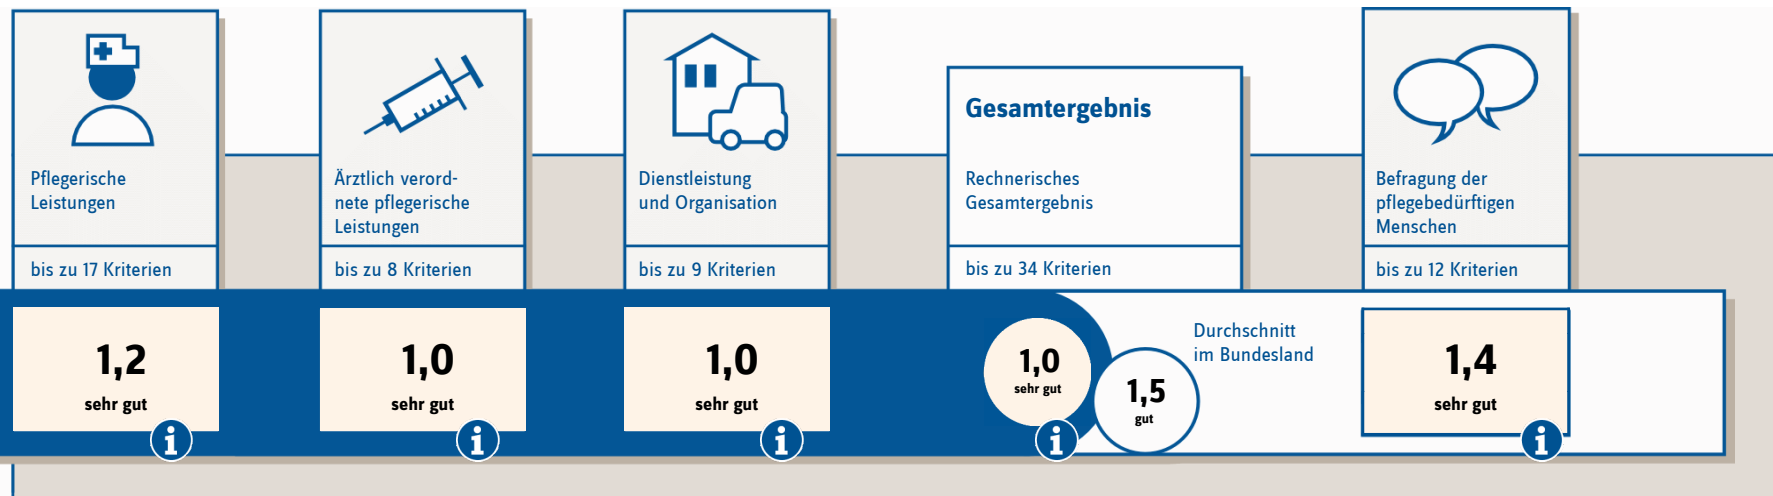 Pflegerische
Leistungen
bis zu 17 Kriterien
1,2
sehr gut
i
Ärztlich verord-
nete pflegerische
Leistungen
bis zu 8 Kriterien
1,0
sehr gut
i
Dienstleistung
und Organisation
bis zu 9 Kriterien
1,0
sehr gut
i
Gesamtergebnis
Rechnerisches
Gesamtergebnis
bis zu 34 Kriterien
1,0
sehr gut
i
1,5
gut
Durchschnitt
im Bundesland
Befragung der
pflegebedürftigen
Menschen
bis zu 12 Kriterien
1,4
sehr gut
i